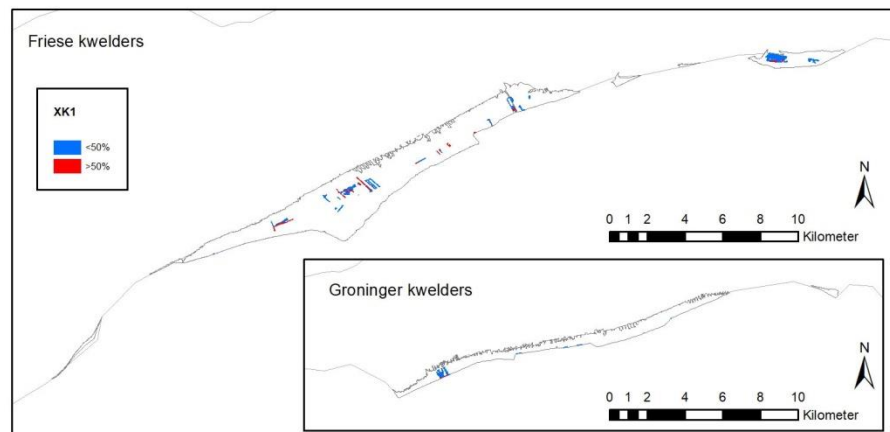 Friese kwelders
XK1
<50%
>50%
N
0 1 2 4 6 8 10
Kilometer
Groninger kwelders
N
0 1 2 4 6 8 10
Kilometer